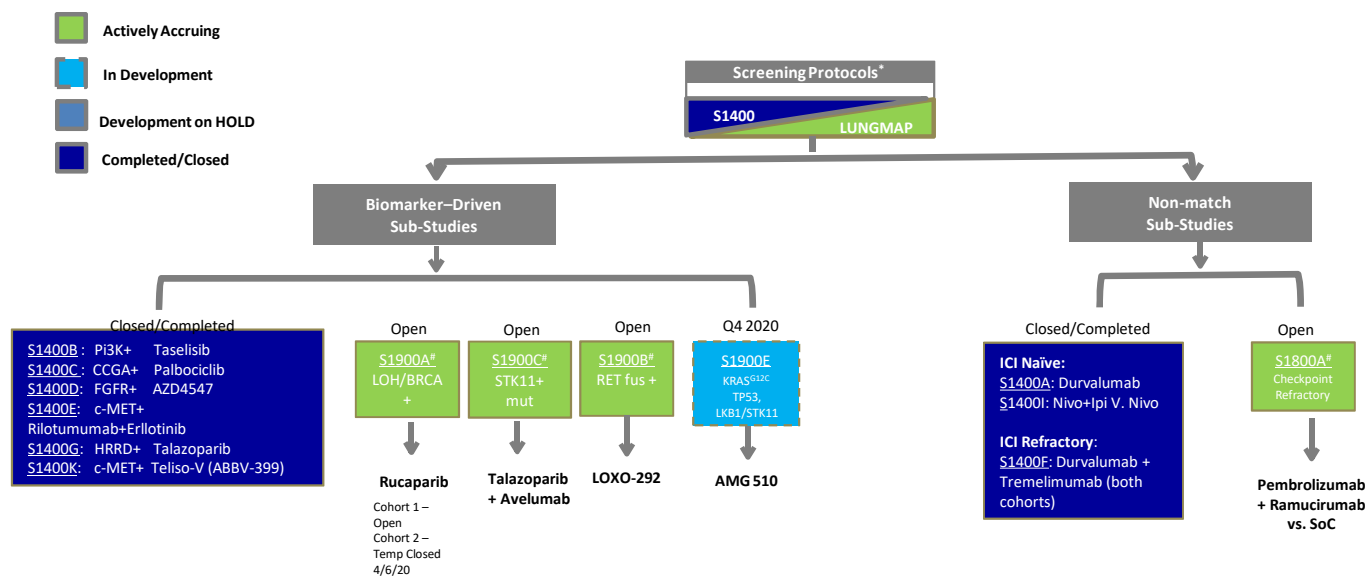 Actively Accruing
In Development
Development on HOLD
Completed/Closed
Screening Protocols*
S1400
LUNGMAP
Biomarker–Driven
Sub-Studies
Non-match
Sub-Studies
Closed/Completed
S1400B: Pi3K+ Taselisib
S1400C: CCGA+ Palbociclib
S1400D: FGFR+ AZD4547
S1400E: c-MET+
Rilotumumab+Erllotinib
S1400G: HRRD+ Talazoparib
S1400K: c-MET+ Teliso-V (ABBV-399)
Open
S1900A#
LOH/BRCA
+
Rucaparib
Cohort 1 –
Open
Cohort 2 –
Temp Closed
4/6/20
Open
S1900C#
STK11+
mut
Talazoparib
+ Avelumab
Open
S1900B#
RET fus +
LOXO-292
Q4 2020
S1900E
KRASG12C
TP53,
LKB1/STK11
AMG 510
Closed/Completed
ICI Naïve:
S1400A: Durvalumab
S1400I: Nivo+Ipi V. Nivo
ICI Refractory:
S1400F: Durvalumab +
Tremelimumab (both
cohorts)
Open
S1800A#
Checkpoint
Refractory
Pembrolizumab
+ Ramucirumab
vs. SoC